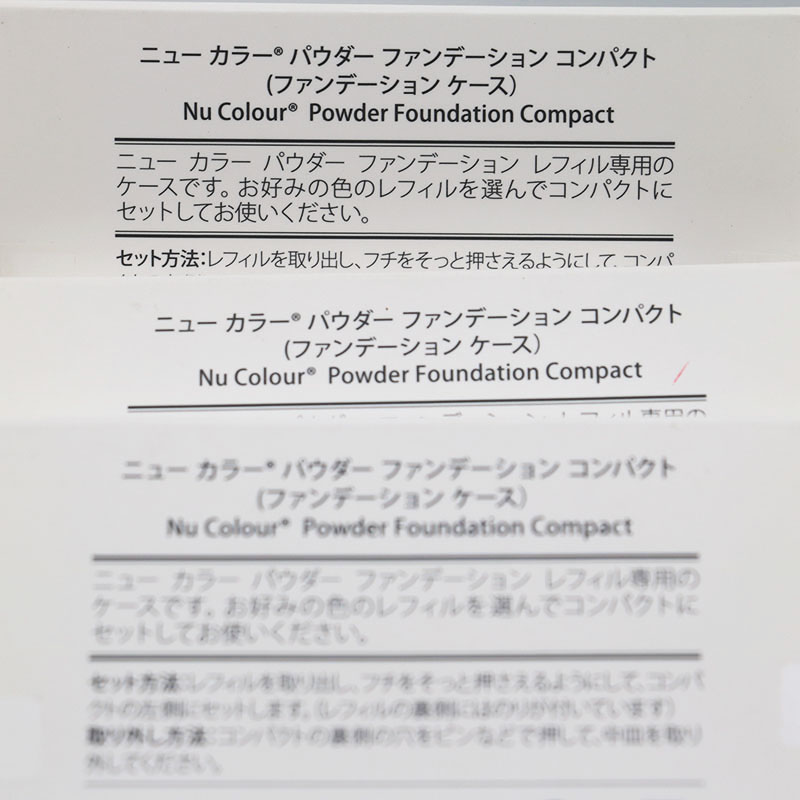 ニュー カラー® パウダー ファンデーション コンパクト
(ファンデーション ケース)
Nu Colour® Powder Foundation Compact
ニュー カラー パウダー ファンデーション レフィル専用の
ケースです。お好みの色のレフィルを選んでコンパクトに
セットしてお使いください。
セット方法:レフィルを取り出し、フチをそっと押さえるようにして、コンパ
ニュー カラー® パウダー ファンデーション コンパクト
(ファンデーション ケース)
Nu Colour® Powder Foundation Compact
ニュー カラー® パウダー ファンデーション コンパクト
(ファンデーション ケース)
Nu Colour® Powder Foundation Compact
ニュー カラー パウダー ファンデーション レフィル専用の
ケースです。お好みの色のレフィルを選んでコンパクトに
セットしてお使いください。
セット方法:レフィルを取り出し、フチをそっと押さえるようにして、コンパ
クトの左側にセットします。(レフィルの裏側にはのりが付いています)
取り外し方法:コンパクトの裏側の穴をピンなどで押して、中皿を取り
外してください。